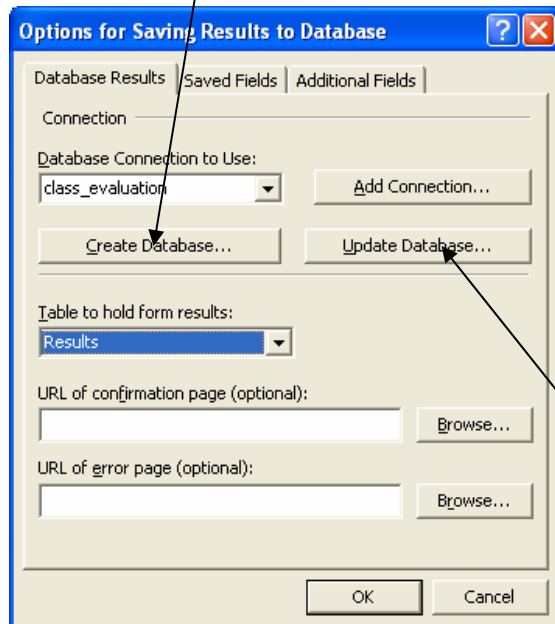 Options for Saving Results to Database
Database Results Saved Fields Additional Fields
Connection
Database Connection to Use:
class_evaluation Add Connection...
Create Database... Update Database...
Table to hold form results:
Results
URL of confirmation page (optional):
Browse...
URL of error page (optional):
Browse...
OK Cancel